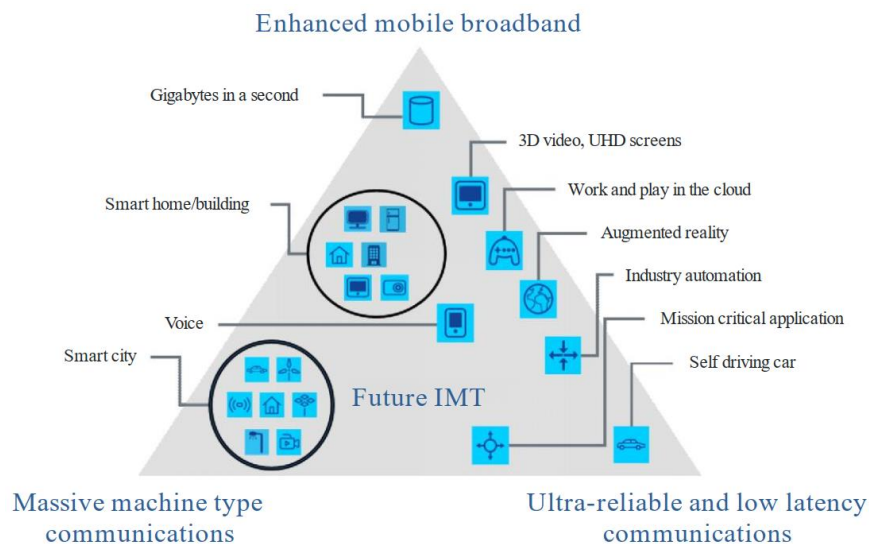 Enhanced mobile broadband
Gigabytes in a second
3D video, UHD screens
Work and play in the cloud
Smart home/building
Augmented reality
Industry automation
Mission critical application
Voice
Smart city
Self driving car
Future IMT
Massive machine type
communications
Ultra-reliable and low latency
communications